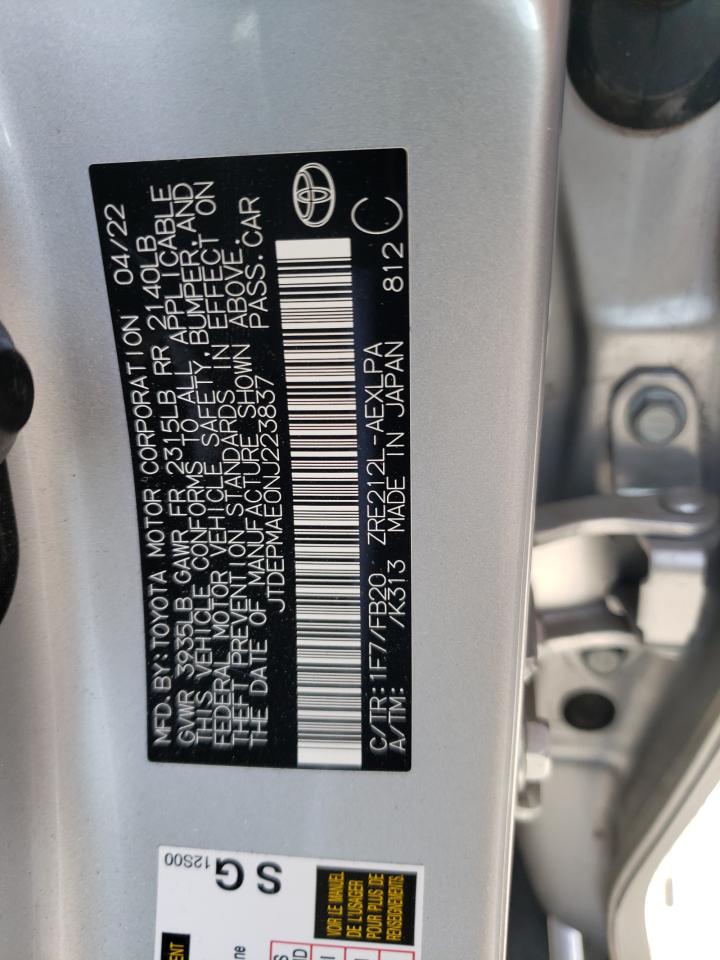 MFD.BY:TOYOTA MOTOR CORPORATION 04/22
GVWR 3935LB GAWR FR 2315LB RR 2140LB
THIS VEHICLE CONFORMS TO ALL APPLICABLE
FEDERAL MOTOR VEHICLE SAFETY,BUMPER,AND
THEFT PREVENTION STANDARDS IN EFFECT ON
THE DATE OF MANUFACTURE SHOWN ABOVE.
JTDEPMAE0NJ223837 PASS.CAR
C/TR:1F7/FB20 ZRE212L-AEXLPA
A/TM: /K313 MADE IN JAPAN 812 C
SG
12S00
VOIR LE MANUEL
DE L'USAGER
POUR PLUS DE
RENSEIGNEMENTS.